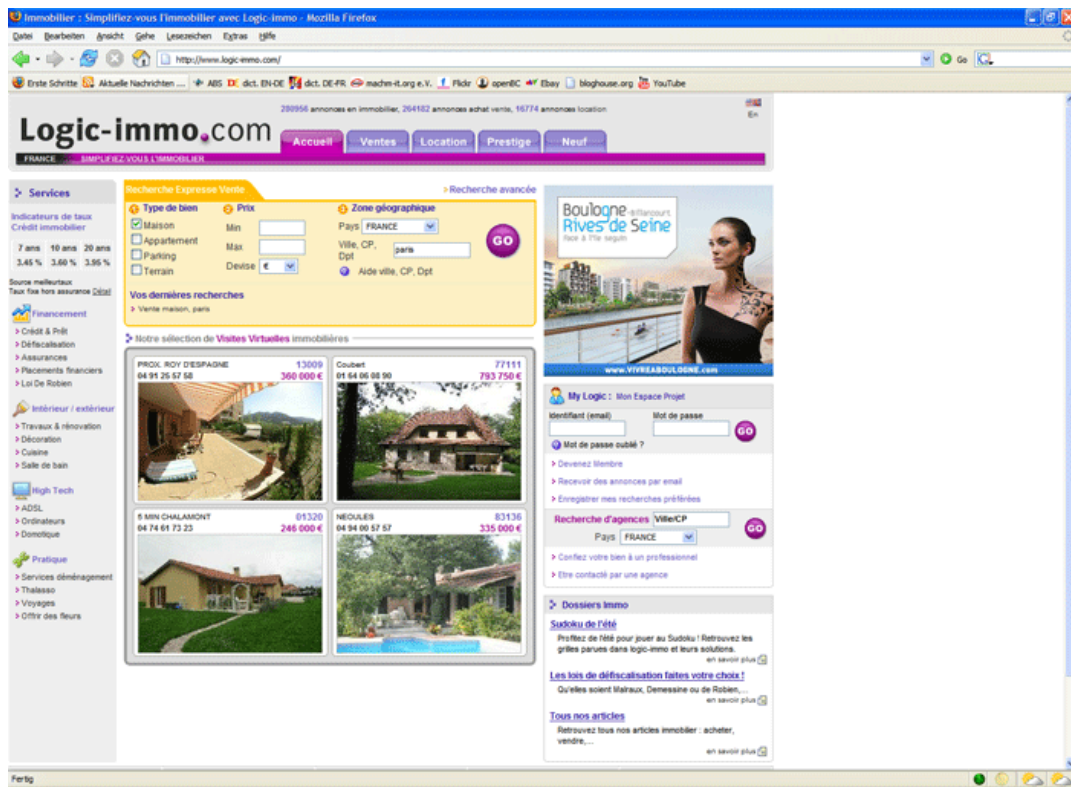 Immobilier : Simplifiez-vous l'immobilier avec Logic-Immo - Mozilla Firefox
Datei Bearbeiten Ansicht Gehe Lesezeichen Extras Hilfe
http://www.logic-immo.com/
Go
Erste Schritte Aktuelle Nachrichten ... ABS dict. EN-DE dict. DE-FR machm-it.org e.V. Flickr openBC Ebay bloghouse.org YouTube
280956 annonces en immobilier, 264182 annonces achat vente, 16774 annonces location
En
Logic-immo.com
Accueil Ventes Location Prestige Neuf
FRANCE SIMPLIFIEZ-VOUS L'IMMOBILIER
Services
Indicateurs de taux
Crédit immobilier
7 ans 10 ans 20 ans
3.45 % 3.60 % 3.95 %
Source meilleurtaux
Taux fixe hors assurance Détail
Financement
Crédit & Prêt
Défiscalisation
Assurances
Placements financiers
Loi De Robien
Intérieur / extérieur
Travaux & rénovation
Décoration
Cuisine
Salle de bain
High Tech
ADSL
Ordinateurs
Domotique
Pratique
Services déménagement
Thalasso
Voyages
Offrir des fleurs
Recherche Expresse Vente
Recherche avancée
Type de bien Prix Zone géographique
Maison Min Pays FRANCE
Appartement Max Ville, CP, Dpt paris
Parking
Terrain Devise € Aide ville, CP, Dpt
GO
Vos dernières recherches
Vente maison, paris
Notre sélection de Visites Virtuelles immobilières
PROX. ROY D'ESPAGNE 13009
04 91 25 57 58 360 000 €
Coubert 77111
01 64 06 08 90 793 750 €
5 MIN CHALAMONT 01320
04 74 61 73 23 246 000 €
NEOULES 83136
04 94 00 57 57 335 000 €
Boulogne-Billancourt
Rives de Seine
face à l'île seguin
www.VIVREABOULOGNE.com
My Logic : Mon Espace Projet
Identifiant (email) Mot de passe
GO
Mot de passe oublié ?
Devenez Membre
Recevoir des annonces par email
Enregistrer mes recherches préférées
Recherche d'agences Ville/CP
Pays FRANCE
GO
Confiez votre bien à un professionnel
Etre contacté par une agence
Dossiers Immo
Sudoku de l'été
Profitez de l'été pour jouer au Sudoku ! Retrouvez les
grilles parues dans logic-immo et leurs solutions.
en savoir plus
Les lois de défiscalisation faites votre choix !
Qu'elles soient Malraux, Demessine ou de Robien,...
en savoir plus
Tous nos articles
Retrouvez tous nos articles immobilier : acheter,
vendre,...
en savoir plus
Fertig